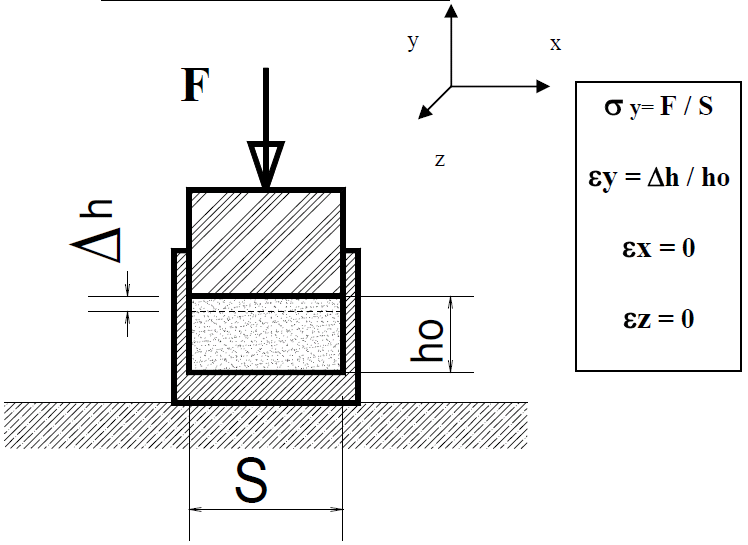 y
x
z
F
σ y= F / S
εy = Δh / ho
εx = 0
εz = 0
Δh
ho
S